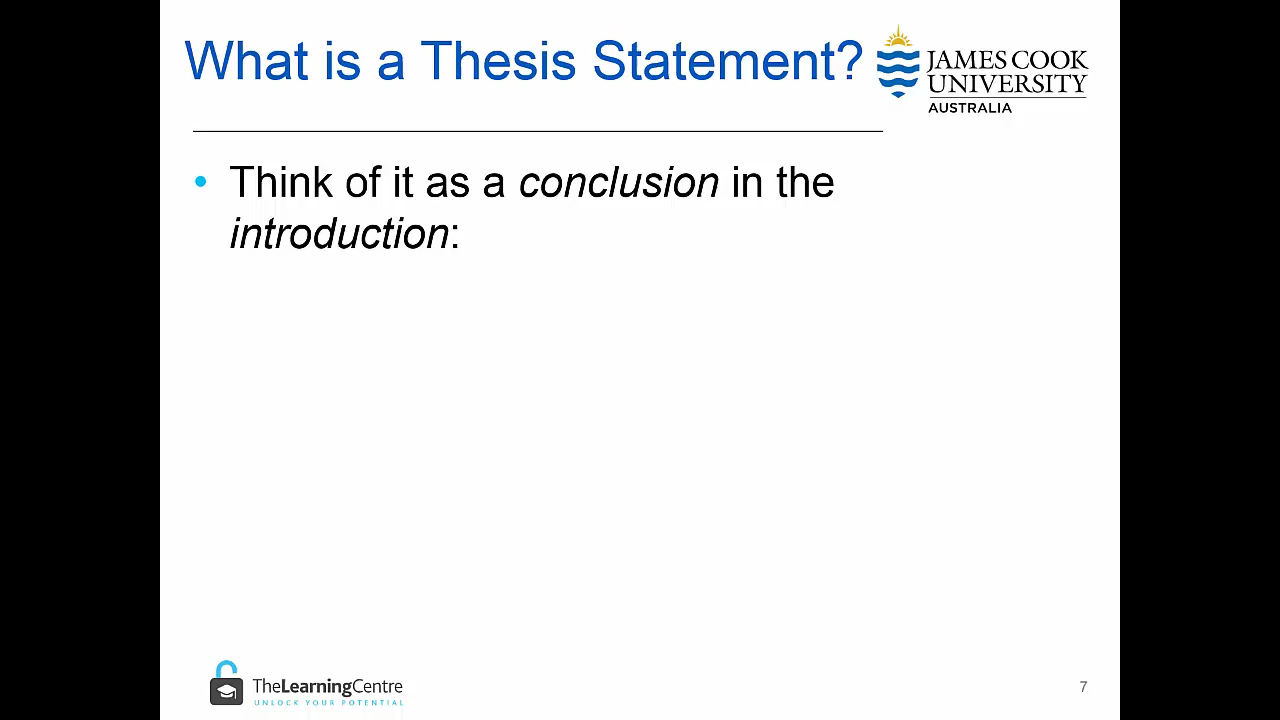 What is a Thesis Statement?
JAMES COOK
UNIVERSITY
AUSTRALIA
• Think of it as a conclusion in the
introduction:
TheLearningCentre
UNLOCK YOUR POTENTIAL
7